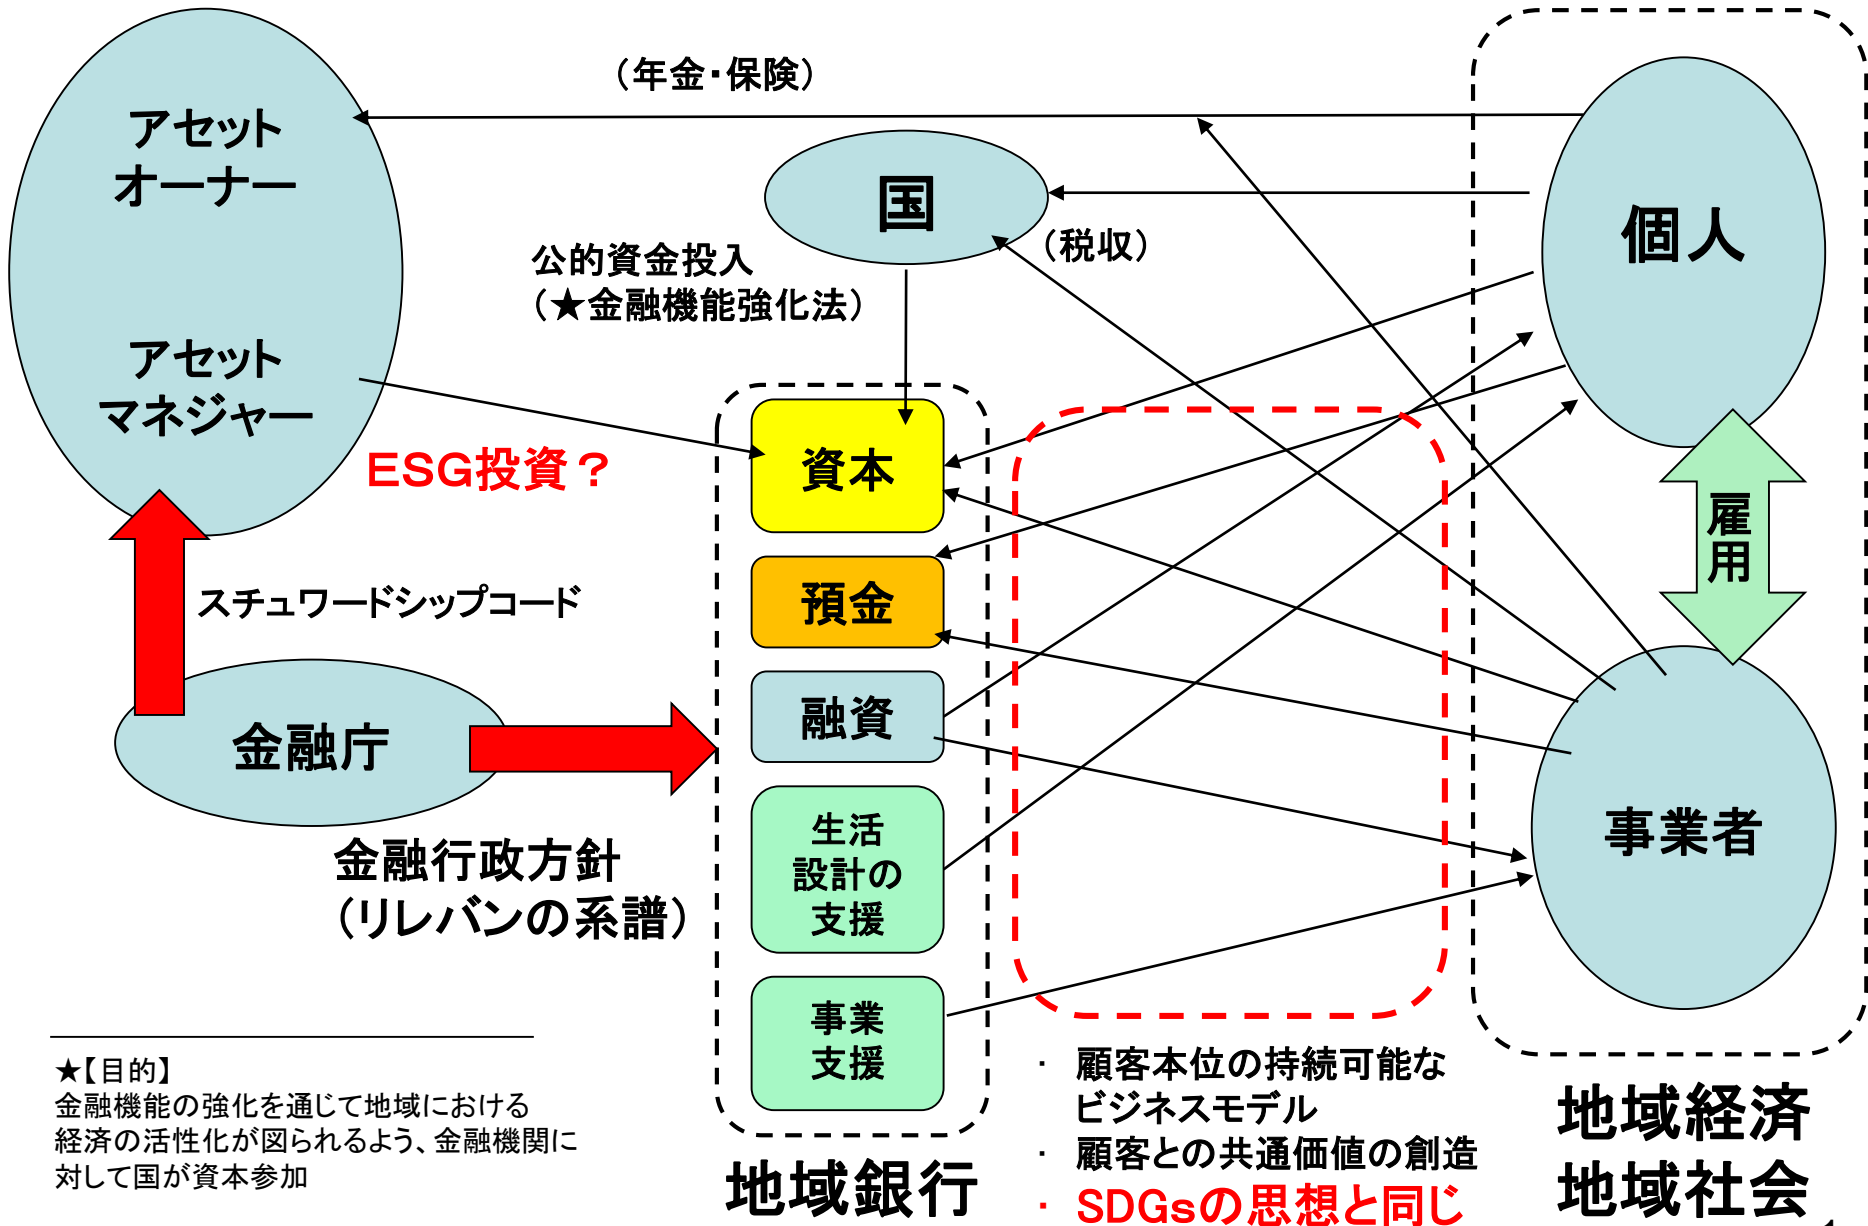 （年金・保険）
アセット
オーナー
国
個人
（税収）
公的資金投入
（★金融機能強化法）
アセット
マネジャー
ＥＳＧ投資？
資本
雇用
預金
スチュワードシップコード
融資
金融庁
生活
設計の
支援
事業者
金融行政方針
（リレバンの系譜）
事業
支援
★【目的】
金融機能の強化を通じて地域における
経済の活性化が図られるよう、金融機関に
対して国が資本参加
地域銀行
・ 顧客本位の持続可能な
ビジネスモデル
・ 顧客との共通価値の創造
・ SDGsの思想と同じ
地域経済
地域社会